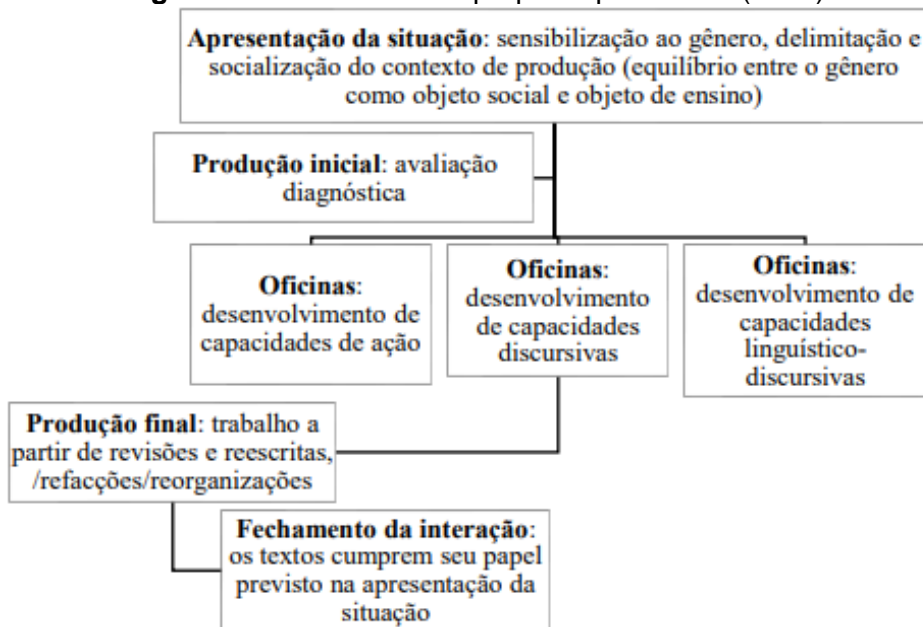 Apresentação da situação: sensibilização ao gênero, delimitação e
socialização do contexto de produção (equilíbrio entre o gênero
como objeto social e objeto de ensino)
Produção inicial: avaliação
diagnóstica
Oficinas:
desenvolvimento de
capacidades de ação
Oficinas:
desenvolvimento
de capacidades
discursivas
Oficinas:
desenvolvimento de
capacidades
linguístico-
discursivas
Produção final: trabalho a
partir de revisões e reescritas,
/refacções/reorganizações
Fechamento da interação:
os textos cumprem seu papel
previsto na apresentação da
situação